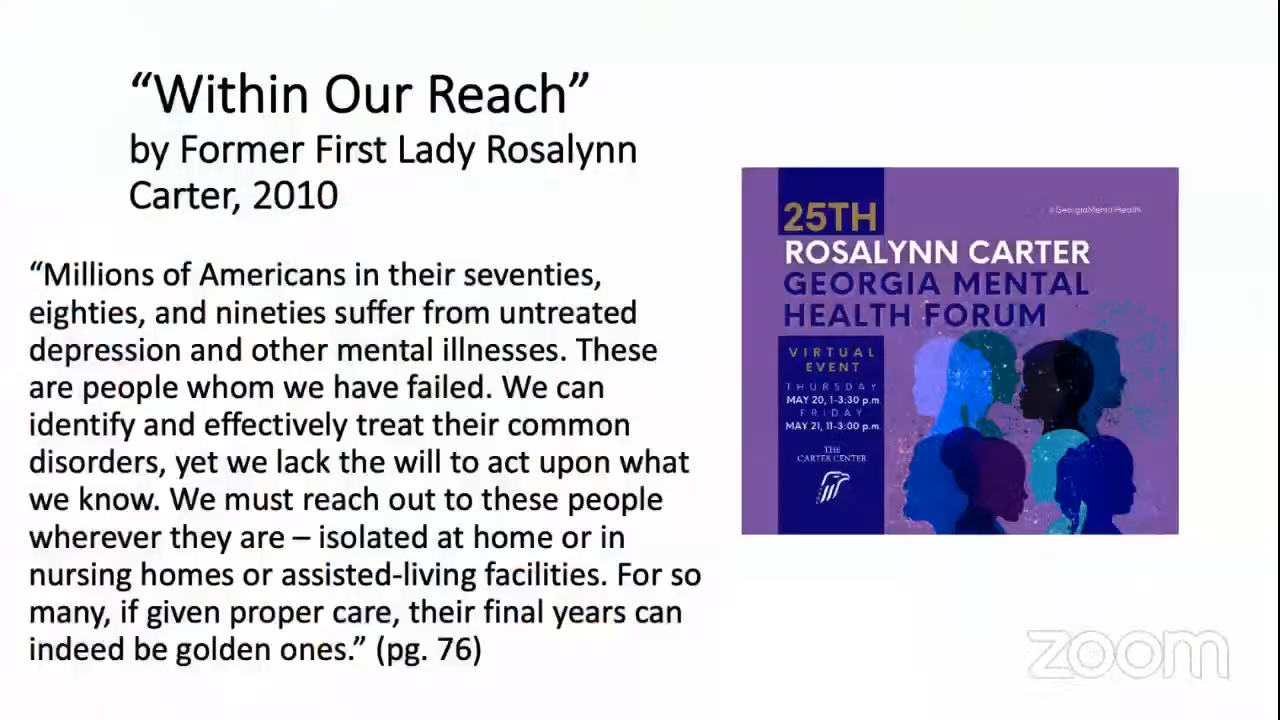 “Within Our Reach”
by Former First Lady Rosalynn
Carter, 2010
“Millions of Americans in their seventies,
eighties, and nineties suffer from untreated
depression and other mental illnesses. These
are people whom we have failed. We can
identify and effectively treat their common
disorders, yet we lack the will to act upon what
we know. We must reach out to these people
wherever they are – isolated at home or in
nursing homes or assisted-living facilities. For so
many, if given proper care, their final years can
indeed be golden ones.” (pg. 76)
#GeorgiaMentalHealth
25TH
ROSALYNN CARTER
GEORGIA MENTAL
HEALTH FORUM
VIRTUAL
EVENT
THURSDAY
MAY 20, 1-3:30 p.m
FRIDAY
MAY 21, 11-3:00 p.m.
THE
CARTER CENTER
zoom